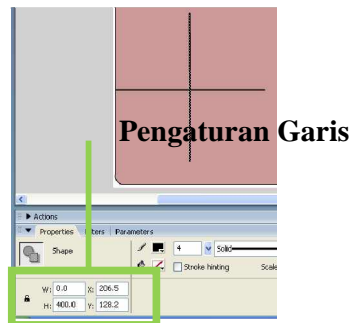 Pengaturan Garis
Actions
Properties Filters Parameters
Shape 4 Solid
Stroke hinting Scale
W: 0.0 X: 206.5
H: 400.0 Y: 128.2